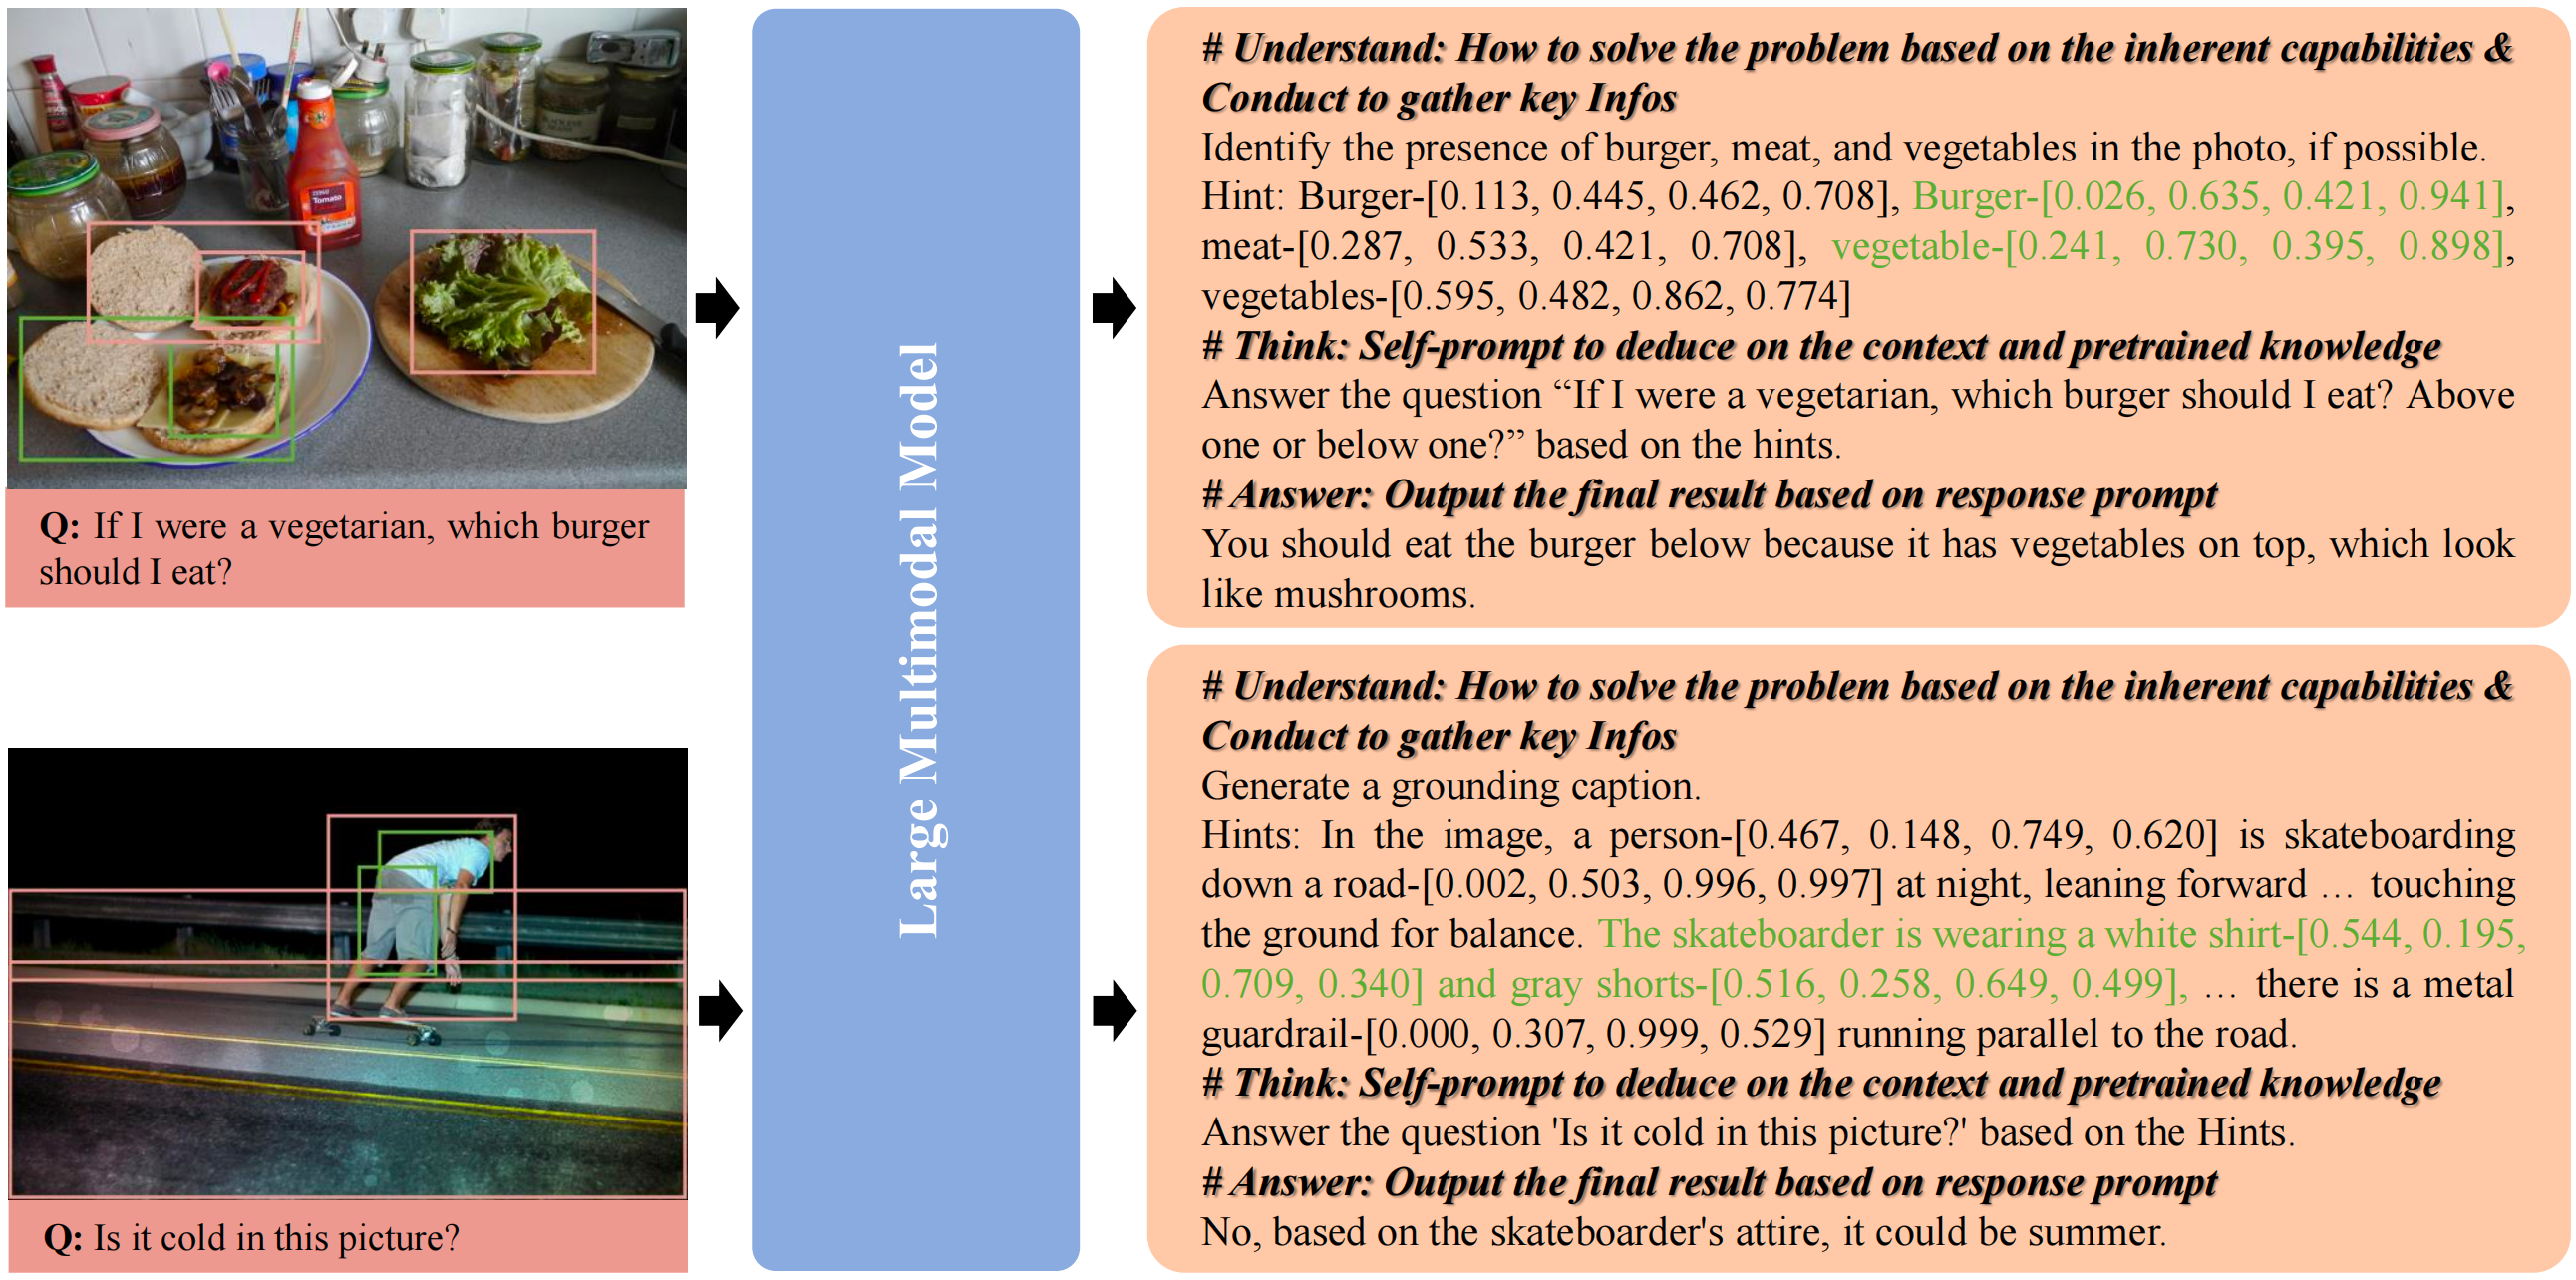 Tomato
Q: If I were a vegetarian, which burger
should I eat?
Large Multimodal Model
# Understand: How to solve the problem based on the inherent capabilities &
Conduct to gather key Infos
Identify the presence of burger, meat, and vegetables in the photo, if possible.
Hint: Burger-[0.113, 0.445, 0.462, 0.708], Burger-[0.026, 0.635, 0.421, 0.941],
meat-[0.287, 0.533, 0.421, 0.708], vegetable-[0.241, 0.730, 0.395, 0.898],
vegetables-[0.595, 0.482, 0.862, 0.774]
# Think: Self-prompt to deduce on the context and pretrained knowledge
Answer the question “If I were a vegetarian, which burger should I eat? Above
one or below one?” based on the hints.
# Answer: Output the final result based on response prompt
You should eat the burger below because it has vegetables on top, which look
like mushrooms.
Q: Is it cold in this picture?
# Understand: How to solve the problem based on the inherent capabilities &
Conduct to gather key Infos
Generate a grounding caption.
Hints: In the image, a person-[0.467, 0.148, 0.749, 0.620] is skateboarding
down a road-[0.002, 0.503, 0.996, 0.997] at night, leaning forward … touching
the ground for balance. The skateboarder is wearing a white shirt-[0.544, 0.195,
0.709, 0.340] and gray shorts-[0.516, 0.258, 0.649, 0.499], … there is a metal
guardrail-[0.000, 0.307, 0.999, 0.529] running parallel to the road.
# Think: Self-prompt to deduce on the context and pretrained knowledge
Answer the question 'Is it cold in this picture?' based on the Hints.
# Answer: Output the final result based on response prompt
No, based on the skateboarder's attire, it could be summer.